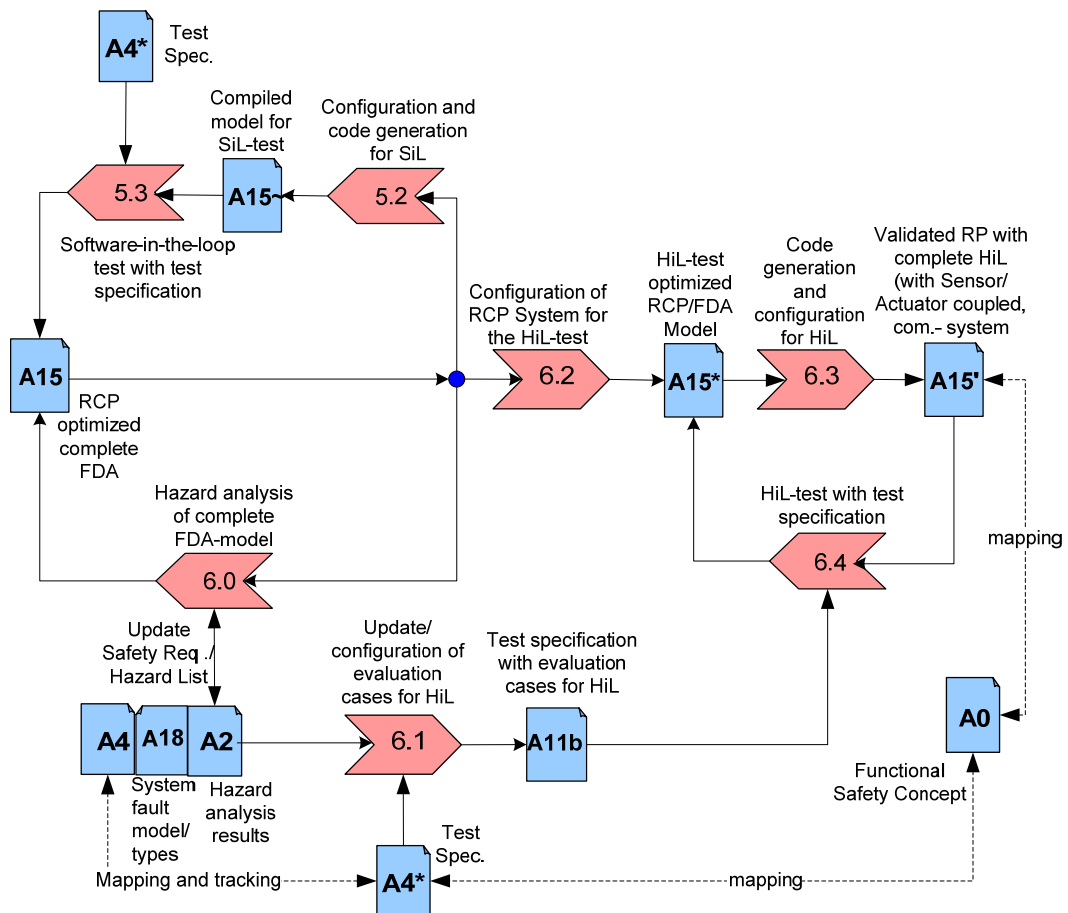 A4*
Test
Spec.
Compiled
model for
SiL-test
Configuration and
code generation
for SiL
5.3
A15~
5.2
Software-in-the-loop
test with test
specification
Configuration of
RCP System for
the HiL-test
HiL-test
optimized
RCP/FDA
Model
Code
generation
and
configuration
for HiL
Validated RP with
complete HiL
(with Sensor/
Actuator coupled,
com.- system
A15
6.2
A15*
6.3
A15'
RCP
optimized
complete
FDA
Hazard analysis
of complete
FDA-model
6.0
HiL-test with test
specification
6.4
mapping
Update
Safety Req ./
Hazard List
Update/
configuration of
evaluation
cases for HiL
Test specification
with evaluation
cases for HiL
A4
A18
A2
6.1
A11b
A0
System
fault
model/
types
Hazard
analysis
results
Functional
Safety Concept
Test
Spec.
Mapping and tracking
A4*
mapping